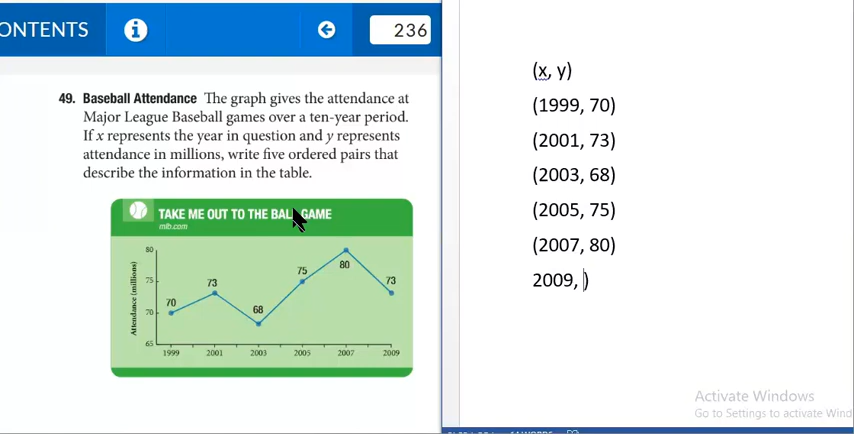 ONTENTS
236
49. Baseball Attendance The graph gives the attendance at
Major League Baseball games over a ten-year period.
If x represents the year in question and y represents
attendance in millions, write five ordered pairs that
describe the information in the table.
TAKE ME OUT TO THE BALL GAME
mlb.com
Attendance (millions)
80
75
70
65
70
73
68
75
80
73
1999 2001 2003 2005 2007 2009
(x, y)
(1999, 70)
(2001, 73)
(2003, 68)
(2005, 75)
(2007, 80)
2009, )
Activate Windows
Go to Settings to activate Wind